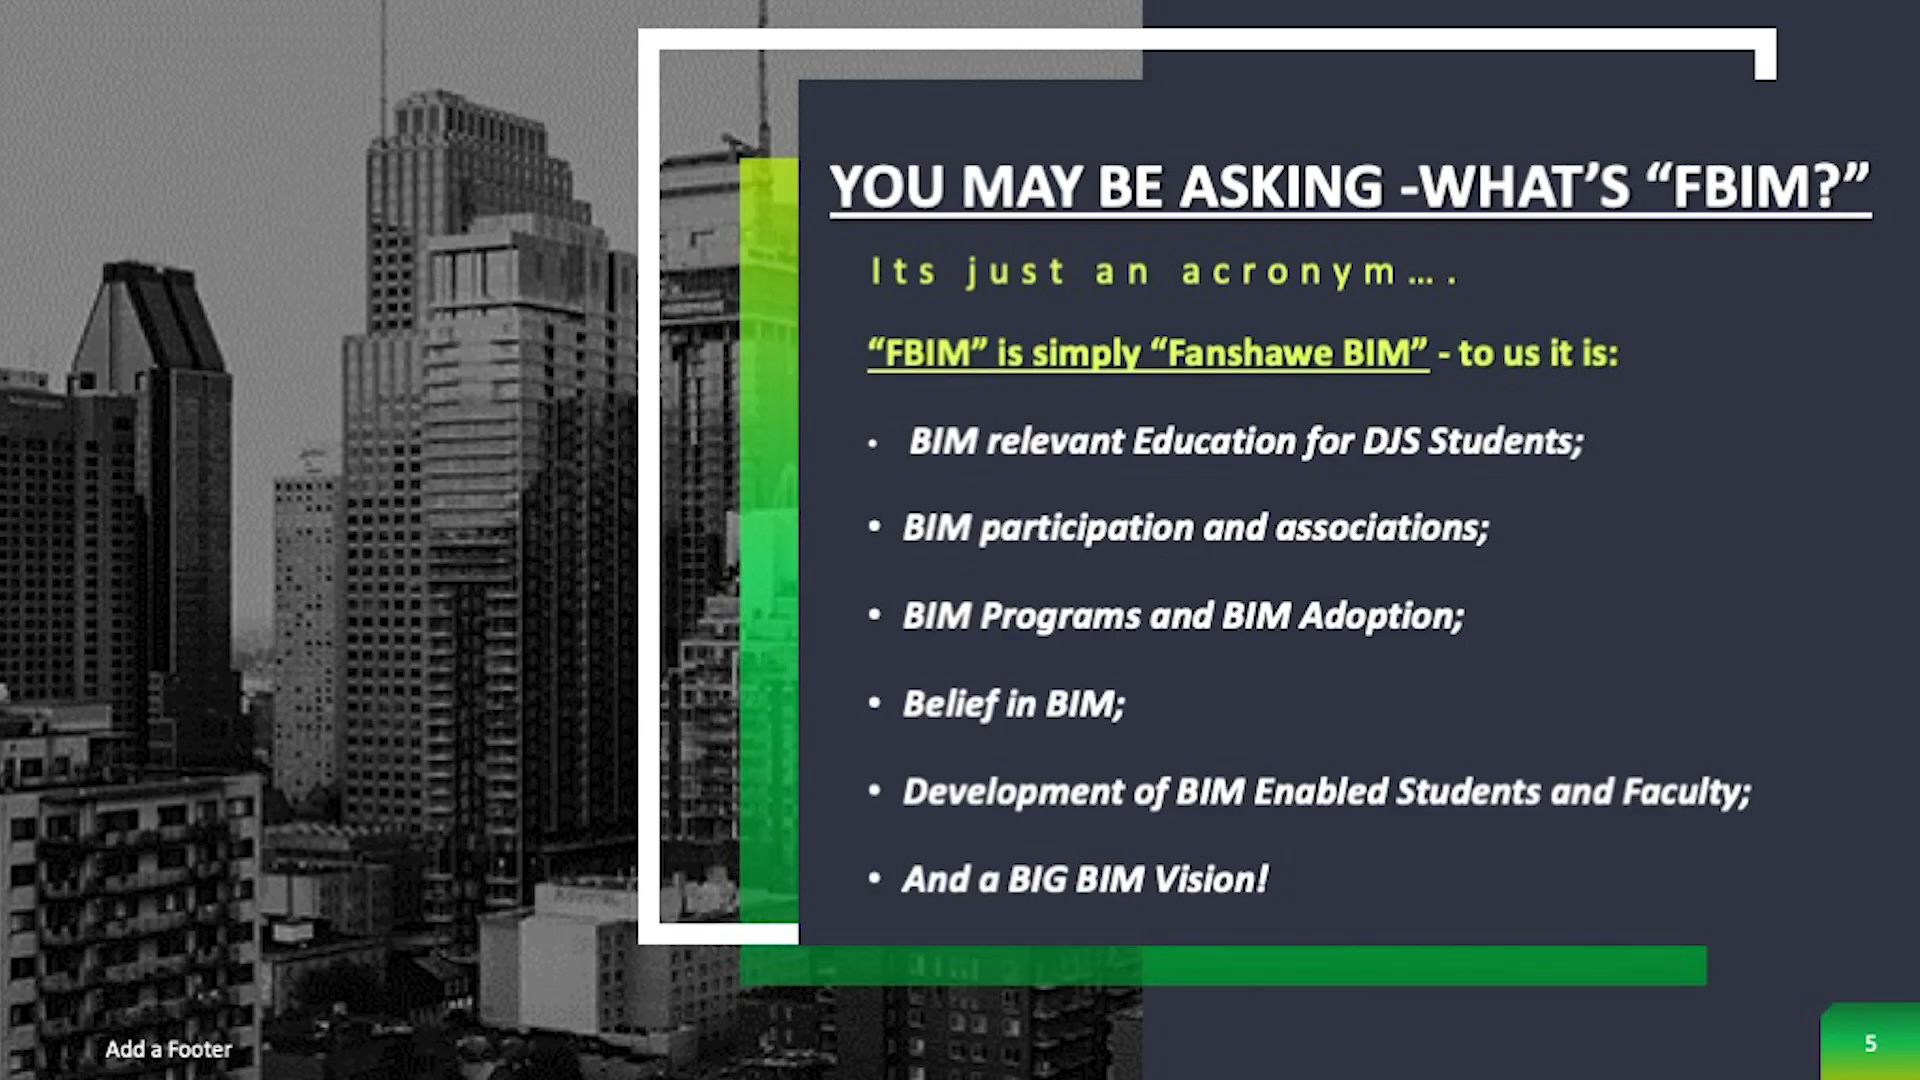 YOU MAY BE ASKING -WHAT’S “FBIM?”
Its just an acronym….
“FBIM” is simply “Fanshawe BIM” - to us it is:
• BIM relevant Education for DJS Students;
• BIM participation and associations;
• BIM Programs and BIM Adoption;
• Belief in BIM;
• Development of BIM Enabled Students and Faculty;
• And a BIG BIM Vision!
Add a Footer
5